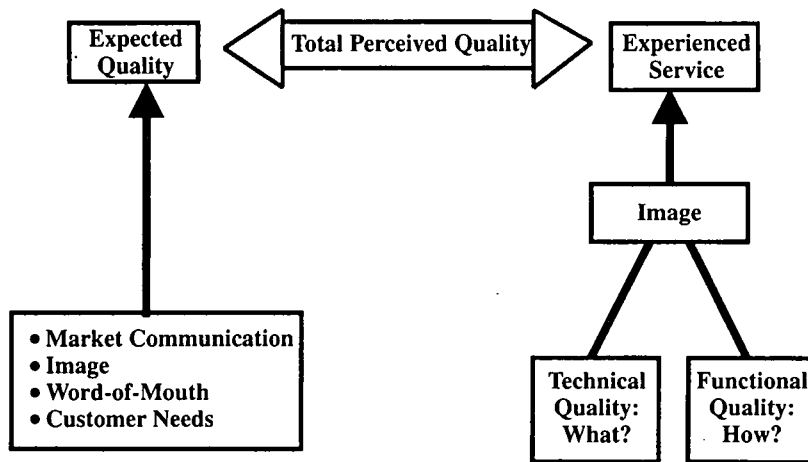 Expected
Quality
Total Perceived Quality
Experienced
Service
Image
• Market Communication
• Image
• Word-of-Mouth
• Customer Needs
Technical
Quality:
What?
Functional
Quality:
How?